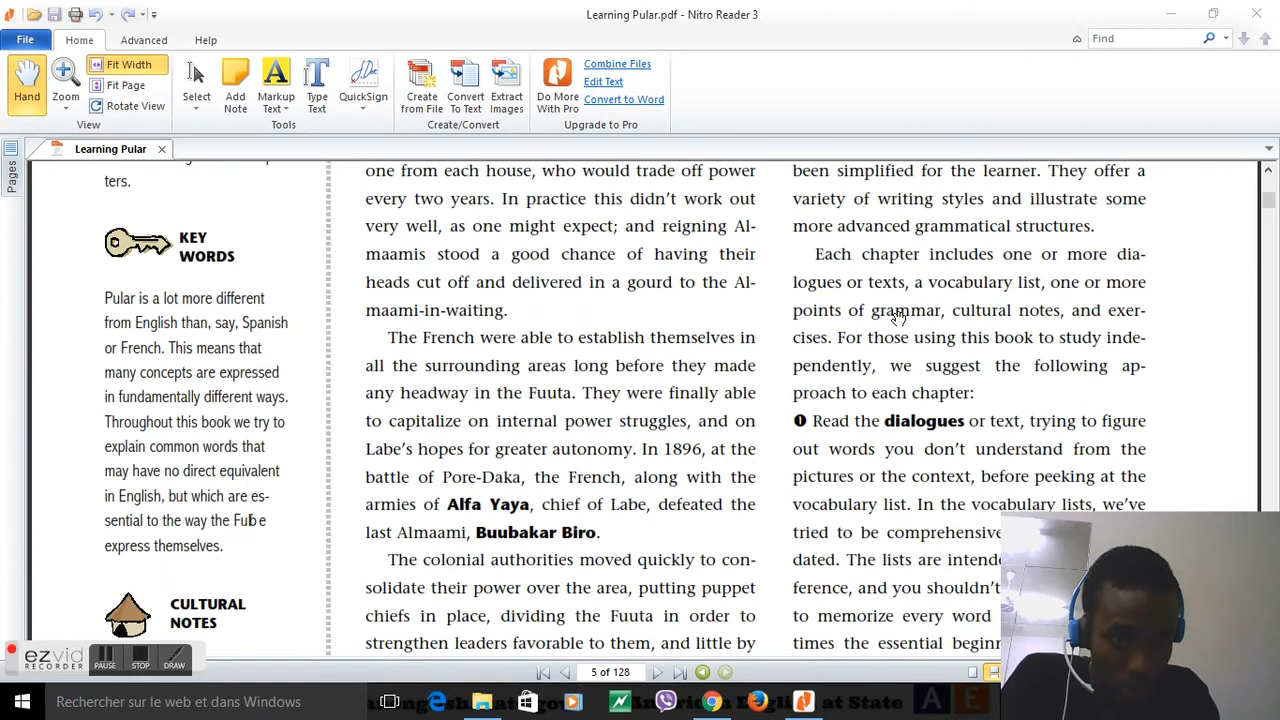 Learning Pular.pdf - Nitro Reader 3
File
Home
Advanced
Help
Find
Hand
Zoom
Fit Width
Fit Page
Rotate View
View
Select
Add Note
Markup Text
Type Text
QuickSign
Tools
Create from File
Convert To Text
Extract Images
Create/Convert
Do More With Pro
Combine Files
Edit Text
Convert to Word
Upgrade to Pro
Pages
Learning Pular
ters.
KEY
WORDS
Pular is a lot more different
from English than, say, Spanish
or French. This means that
many concepts are expressed
in fundamentally different ways.
Throughout this book we try to
explain common words that
may have no direct equivalent
in English, but which are es-
sential to the way the Fulɓe
express themselves.
CULTURAL
NOTES
one from each house, who would trade off power
every two years. In practice this didn't work out
very well, as one might expect; and reigning Al-
maamis stood a good chance of having their
heads cut off and delivered in a gourd to the Al-
maami-in-waiting.
The French were able to establish themselves in
all the surrounding areas long before they made
any headway in the Fuuta. They were finally able
to capitalize on internal power struggles, and on
Labe's hopes for greater autonomy. In 1896, at the
battle of Pore-Daka, the French, along with the
armies of Alfa Yaya, chief of Labe, defeated the
last Almaami, Buubakar Biro.
The colonial authorities moved quickly to con-
solidate their power over the area, putting puppet
chiefs in place, dividing the Fuuta in order to
strengthen leaders favorable to them, and little by
been simplified for the learner. They offer a
variety of writing styles and illustrate some
more advanced grammatical structures.
Each chapter includes one or more dia-
logues or texts, a vocabulary list, one or more
points of grammar, cultural notes, and exer-
cises. For those using this book to study inde-
pendently, we suggest the following ap-
proach to each chapter:
❶ Read the dialogues or text, trying to figure
out words you don't understand from the
pictures or the context, before peeking at the
vocabulary list. In the vocabulary lists, we've
tried to be comprehensive
dated. The lists are intend
ference, and you shouldn't
to memorize every word
times the essential begin
ezvid
RECORDER
PAUSE
STOP
DRAW
5 of 128
Rechercher sur le web et dans Windows
American English at State